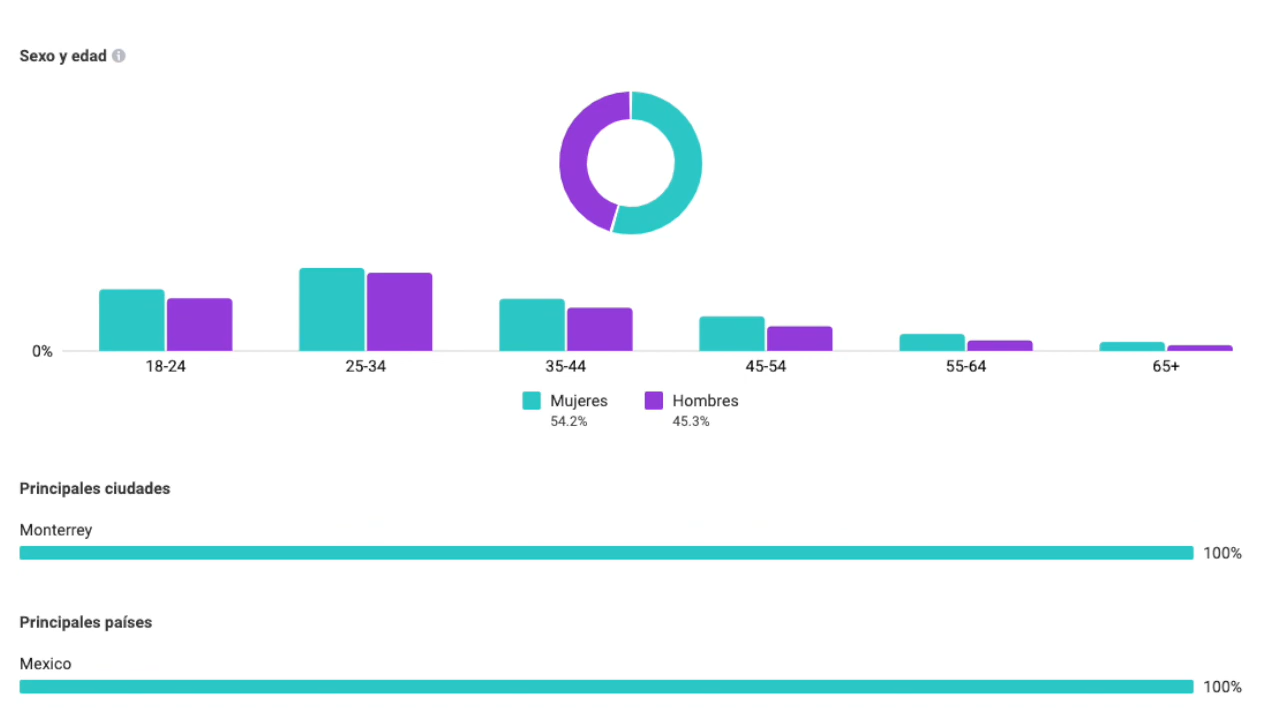 Sexo y edad
0%
18-24 25-34 35-44 45-54 55-64 65+
Mujeres Hombres
54.2% 45.3%
Principales ciudades
Monterrey
100%
Principales países
Mexico
100%